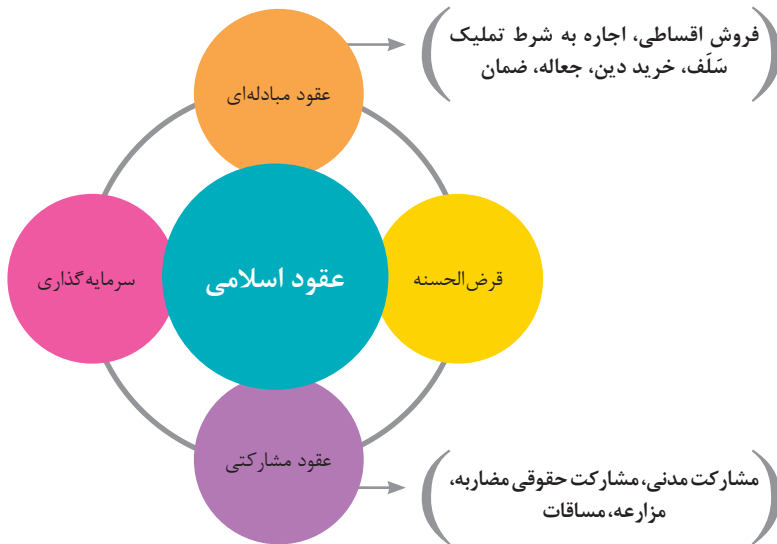 فروش اقساطی، اجاره به شرط تملیک
سَلَف، خرید دین، جعاله، ضمان
عقود مبادله‌ای
قرض‌الحسنه
عقود اسلامی
سرمایه‌گذاری
عقود مشارکتی
مشارکت مدنی، مشارکت حقوقی مضاربه،
مزارعه، مساقات